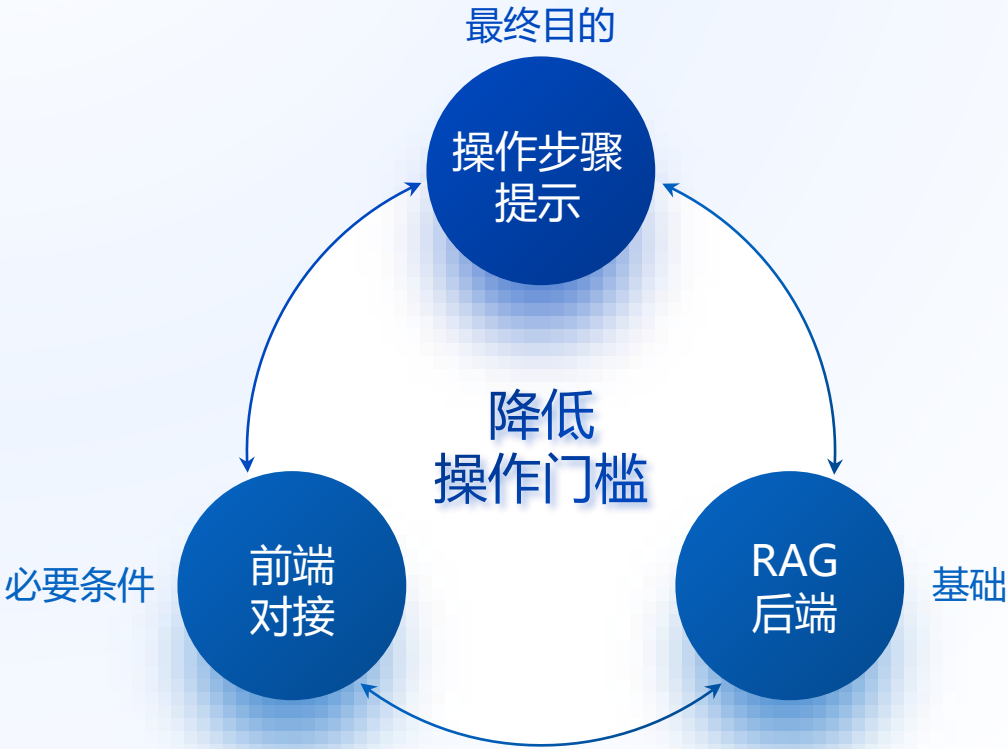 最终目的
操作步骤
提示
降低
操作门槛
必要条件
前端
对接
RAG
后端
基础